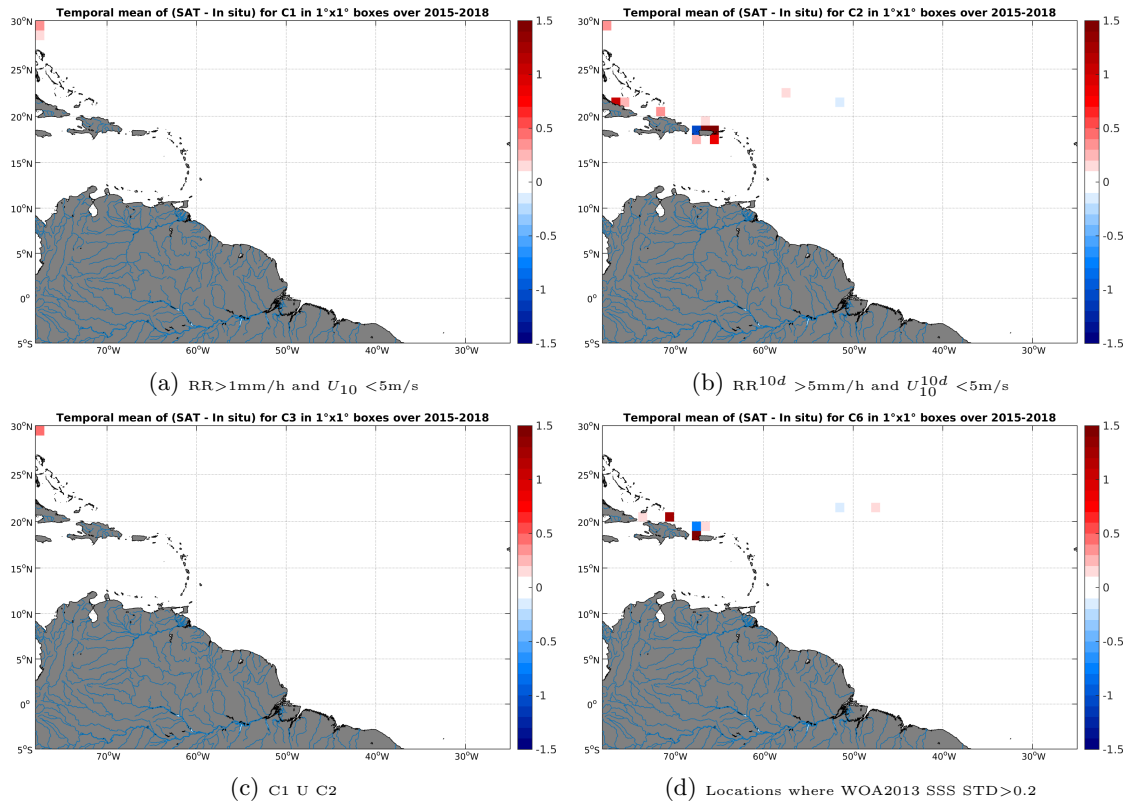 Temporal mean of (SAT - In situ) for C1 in 1°x1° boxes over 2015-2018
30°N
25°N
20°N
15°N
10°N
5°N
0°
5°S
70°W 60°W 50°W 40°W 30°W
1.5
1
0.5
0
-0.5
-1
-1.5
(a) RR>1mm/h and U10 <5m/s
Temporal mean of (SAT - In situ) for C2 in 1°x1° boxes over 2015-2018
30°N
25°N
20°N
15°N
10°N
5°N
0°
5°S
70°W 60°W 50°W 40°W 30°W
1.5
1
0.5
0
-0.5
-1
-1.5
(b) RR^10d >5mm/h and U10^10d <5m/s
Temporal mean of (SAT - In situ) for C3 in 1°x1° boxes over 2015-2018
30°N
25°N
20°N
15°N
10°N
5°N
0°
5°S
70°W 60°W 50°W 40°W 30°W
1.5
1
0.5
0
-0.5
-1
-1.5
(c) C1 U C2
Temporal mean of (SAT - In situ) for C6 in 1°x1° boxes over 2015-2018
30°N
25°N
20°N
15°N
10°N
5°N
0°
5°S
70°W 60°W 50°W 40°W 30°W
1.5
1
0.5
0
-0.5
-1
-1.5
(d) Locations where WOA2013 SSS STD>0.2